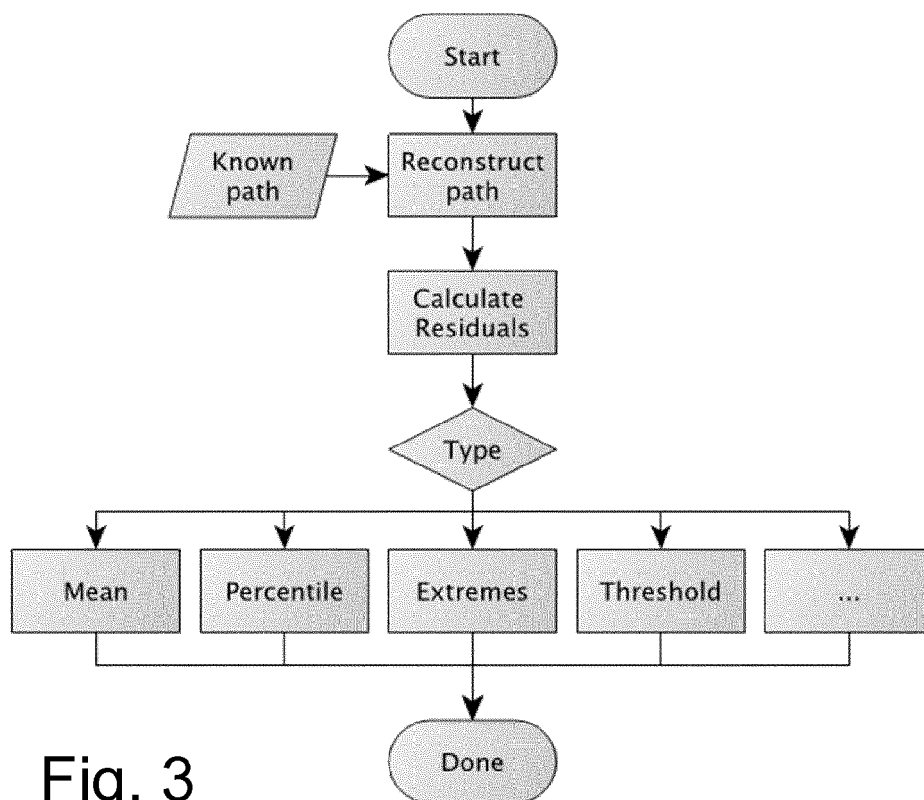 Start
Known
path
Reconstruct
path
Calculate
Residuals
Type
Mean
Percentile
Extremes
Threshold
...
Done
Fig. 3